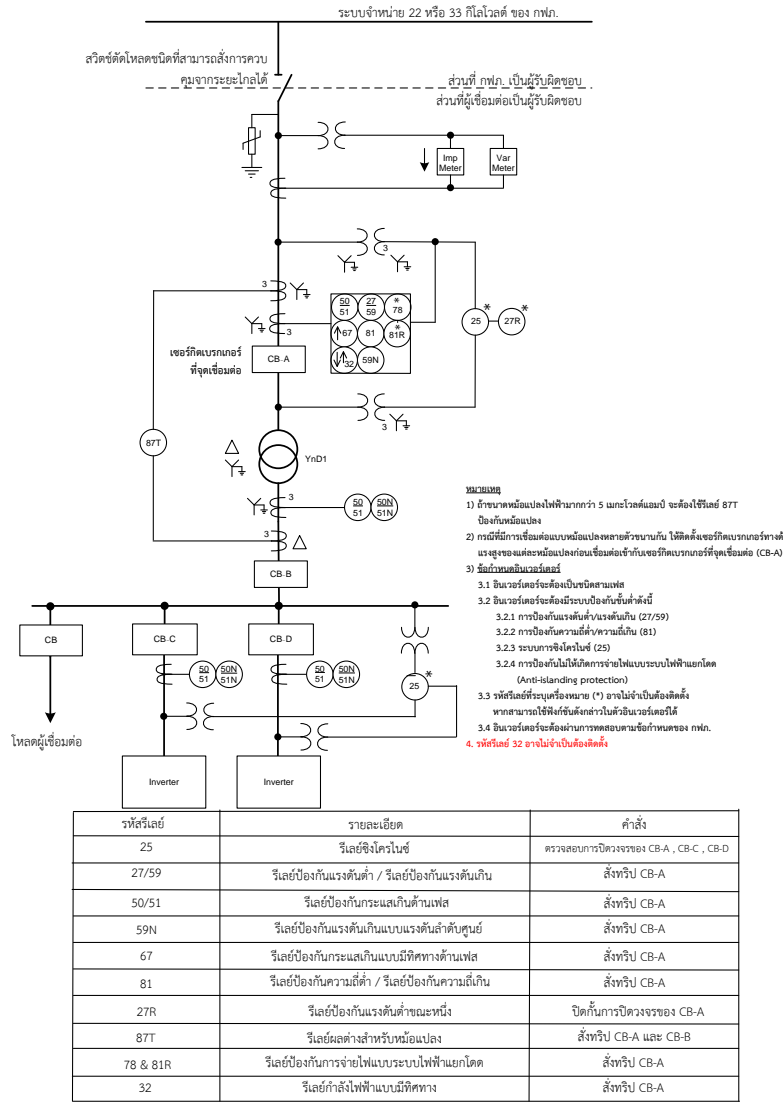 ระบบจำหน่าย 22 หรือ 33 กิโลโวลต์ ของ กฟภ.
สวิตช์ตัดโหลดชนิดที่สามารถสั่งการควบ
คุมจากระยะไกลได้
ส่วนที่ กฟภ. เป็นผู้รับผิดชอบ
ส่วนที่ผู้เชื่อมต่อเป็นผู้รับผิดชอบ
Imp
Meter
Var
Meter
3
3
50
51
27
59
*
78
67
81
*
81R
32
59N
3
25
*
27R
*
เซอร์กิตเบรกเกอร์
ที่จุดเชื่อมต่อ
CB-A
3
87T
YnD1
3
50
51
50N
51N
3
CB-B
CB
CB-C
CB-D
50
51
50N
51N
50
51
50N
51N
25
*
โหลดผู้เชื่อมต่อ
Inverter
Inverter
หมายเหตุ
1) ถ้าขนาดหม้อแปลงไฟฟ้ามากกว่า 5 เมกะโวลต์แอมป์ จะต้องใช้รีเลย์ 87T
ป้องกันหม้อแปลง
2) กรณีที่มีการเชื่อมต่อแบบหม้อแปลงหลายตัวขนานกัน ให้ติดตั้งเซอร์กิตเบรกเกอร์ทางด้
แรงสูงของแต่ละหม้อแปลงก่อนเชื่อมต่อเข้ากับเซอร์กิตเบรกเกอร์ที่จุดเชื่อมต่อ (CB-A)
3) ข้อกำหนดอินเวอร์เตอร์
3.1 อินเวอร์เตอร์จะต้องเป็นชนิดสามเฟส
3.2 อินเวอร์เตอร์จะต้องมีระบบป้องกันขั้นต่ำดังนี้
3.2.1 การป้องกันแรงดันต่ำ/แรงดันเกิน (27/59)
3.2.2 การป้องกันความถี่ต่ำ/ความถี่เกิน (81)
3.2.3 ระบบการซิงโครไนซ์ (25)
3.2.4 การป้องกันไม่ให้เกิดการจ่ายไฟแบบระบบไฟฟ้าแยกโดด
(Anti-islanding protection)
3.3 รหัสรีเลย์ที่ระบุเครื่องหมาย (*) อาจไม่จำเป็นต้องติดตั้ง
หากสามารถใช้ฟังก์ชันดังกล่าวในตัวอินเวอร์เตอร์ได้
3.4 อินเวอร์เตอร์จะต้องผ่านการทดสอบตามข้อกำหนดของ กฟภ.
4. รหัสรีเลย์ 32 อาจไม่จำเป็นต้องติดตั้ง
รหัสรีเลย์ รายละเอียด คำสั่ง
25 รีเลย์ซิงโครไนซ์ ตรวจสอบการปิดวงจรของ CB-A , CB-C , CB-D
27/59 รีเลย์ป้องกันแรงดันต่ำ / รีเลย์ป้องกันแรงดันเกิน สั่งทริป CB-A
50/51 รีเลย์ป้องกันกระแสเกินด้านเฟส สั่งทริป CB-A
59N รีเลย์ป้องกันแรงดันเกินแบบแรงดันลำดับศูนย์ สั่งทริป CB-A
67 รีเลย์ป้องกันกระแสเกินแบบมีทิศทางด้านเฟส สั่งทริป CB-A
81 รีเลย์ป้องกันความถี่ต่ำ / รีเลย์ป้องกันความถี่เกิน สั่งทริป CB-A
27R รีเลย์ป้องกันแรงดันต่ำขณะหนึ่ง ปิดกั้นการปิดวงจรของ CB-A
87T รีเลย์ผลต่างสำหรับหม้อแปลง สั่งทริป CB-A และ CB-B
78 & 81R รีเลย์ป้องกันการจ่ายไฟแบบระบบไฟฟ้าแยกโดด สั่งทริป CB-A
32 รีเลย์กำลังไฟฟ้าแบบมีทิศทาง สั่งทริป CB-A